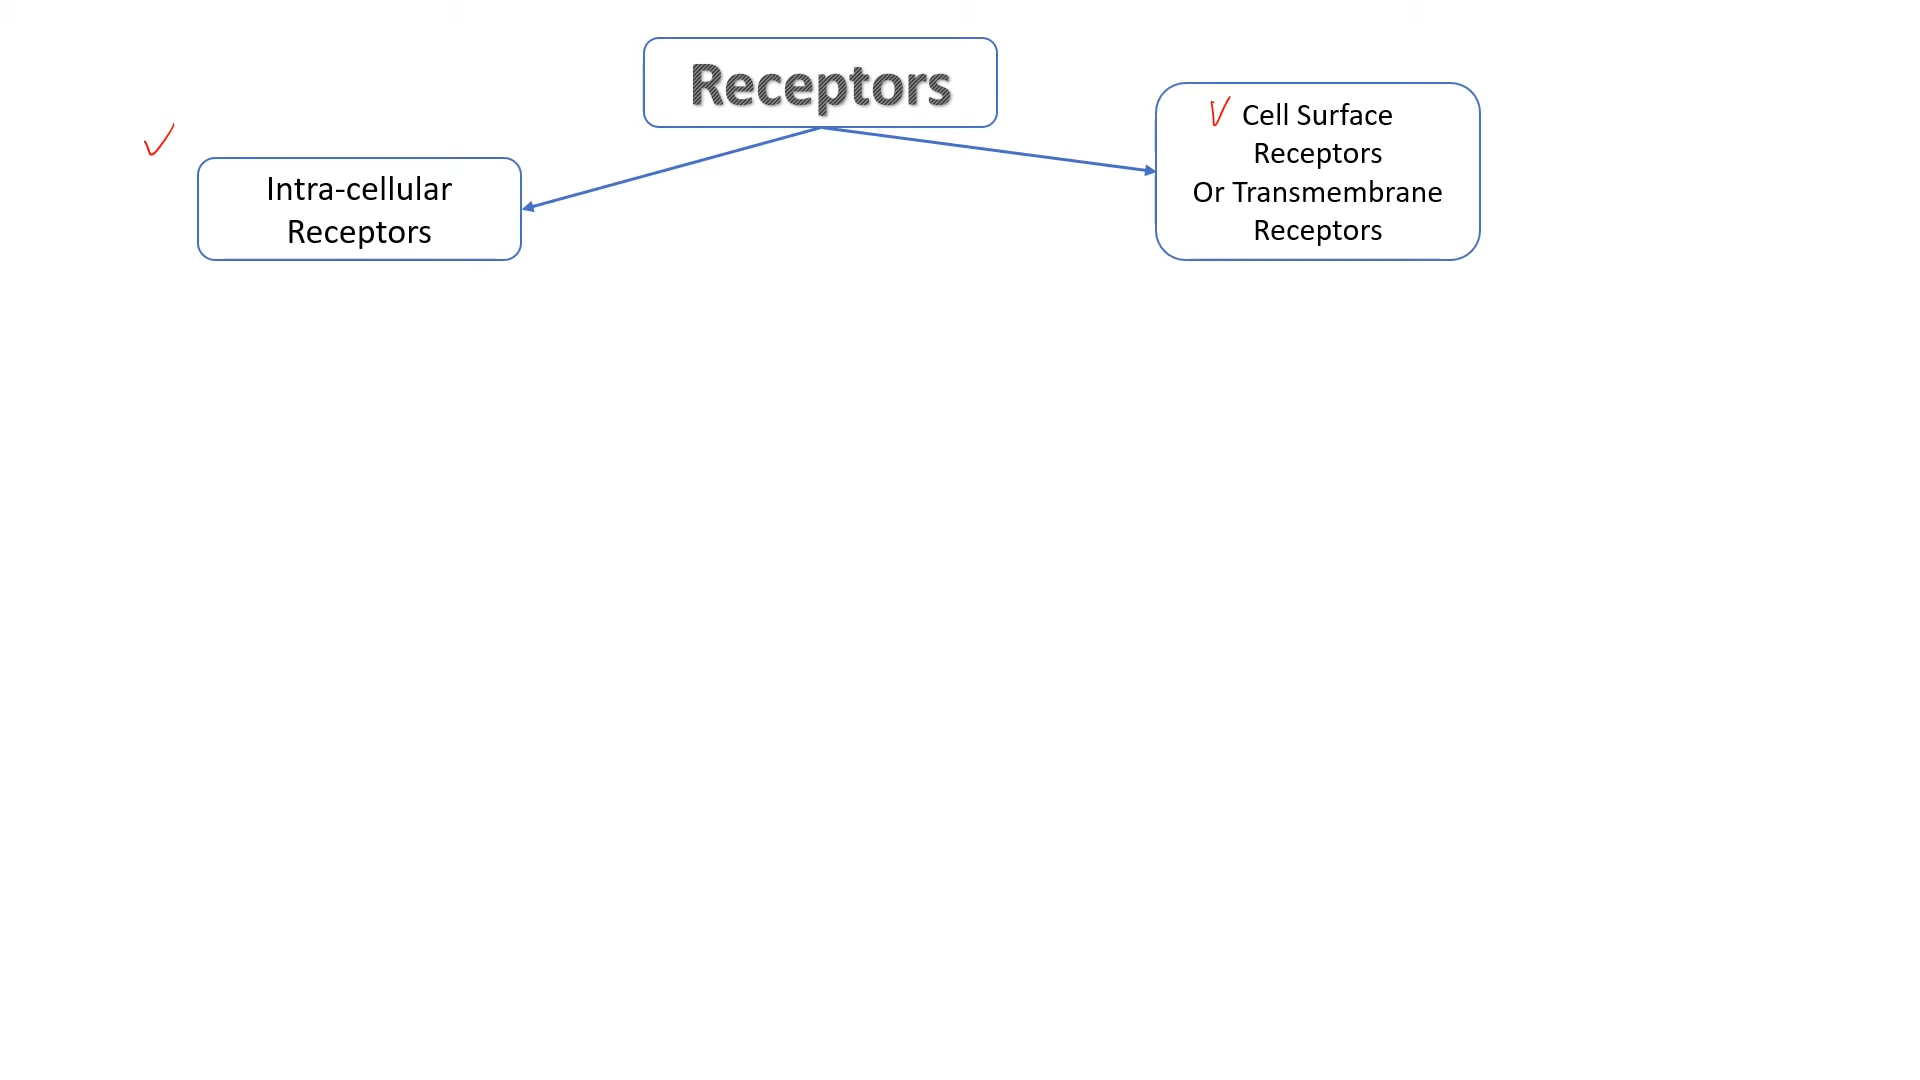 Receptors
Intra-cellular
Receptors
Cell Surface
Receptors
Or Transmembrane
Receptors